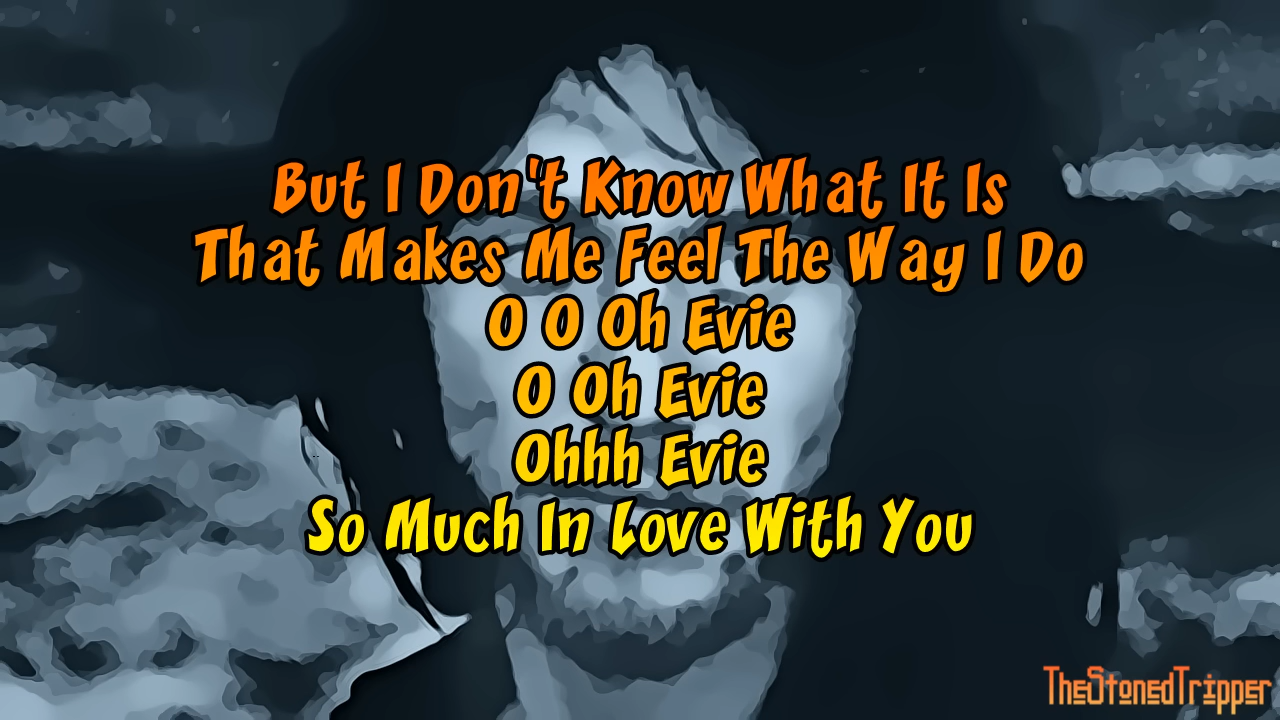 But I Don't Know What It Is
That Makes Me Feel The Way I Do
O O Oh Evie
O Oh Evie
Ohhh Evie
So Much In Love With You
TheStonedTripper